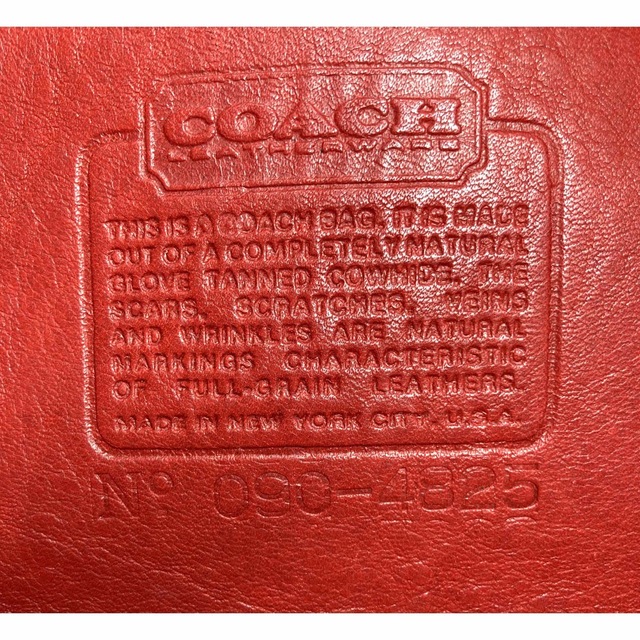 COACH
LEATHERWARE
THIS IS A COACH BAG. IT IS MADE
OUT OF A COMPLETELY NATURAL
GLOVE TANNED COWHIDE. THE
SCARS, SCRATCHES, VEINS
AND WRINKLES ARE NATURAL
MARKINGS CHARACTERISTIC
OF FULL-GRAIN LEATHERS.
MADE IN NEW YORK CITY, U.S.A.
Nº 090-4825